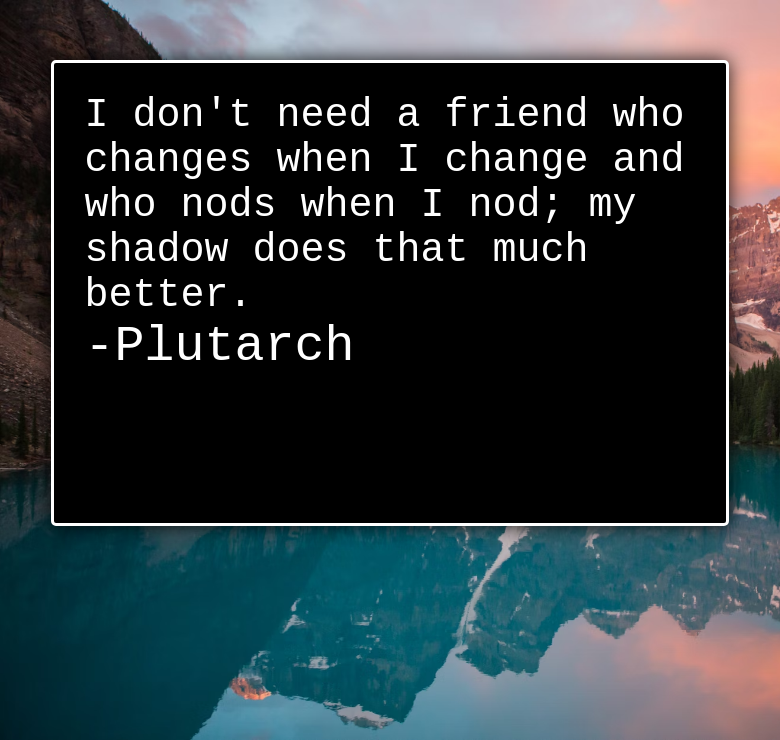 I don't need a friend who
changes when I change and
who nods when I nod; my
shadow does that much
better.
-Plutarch